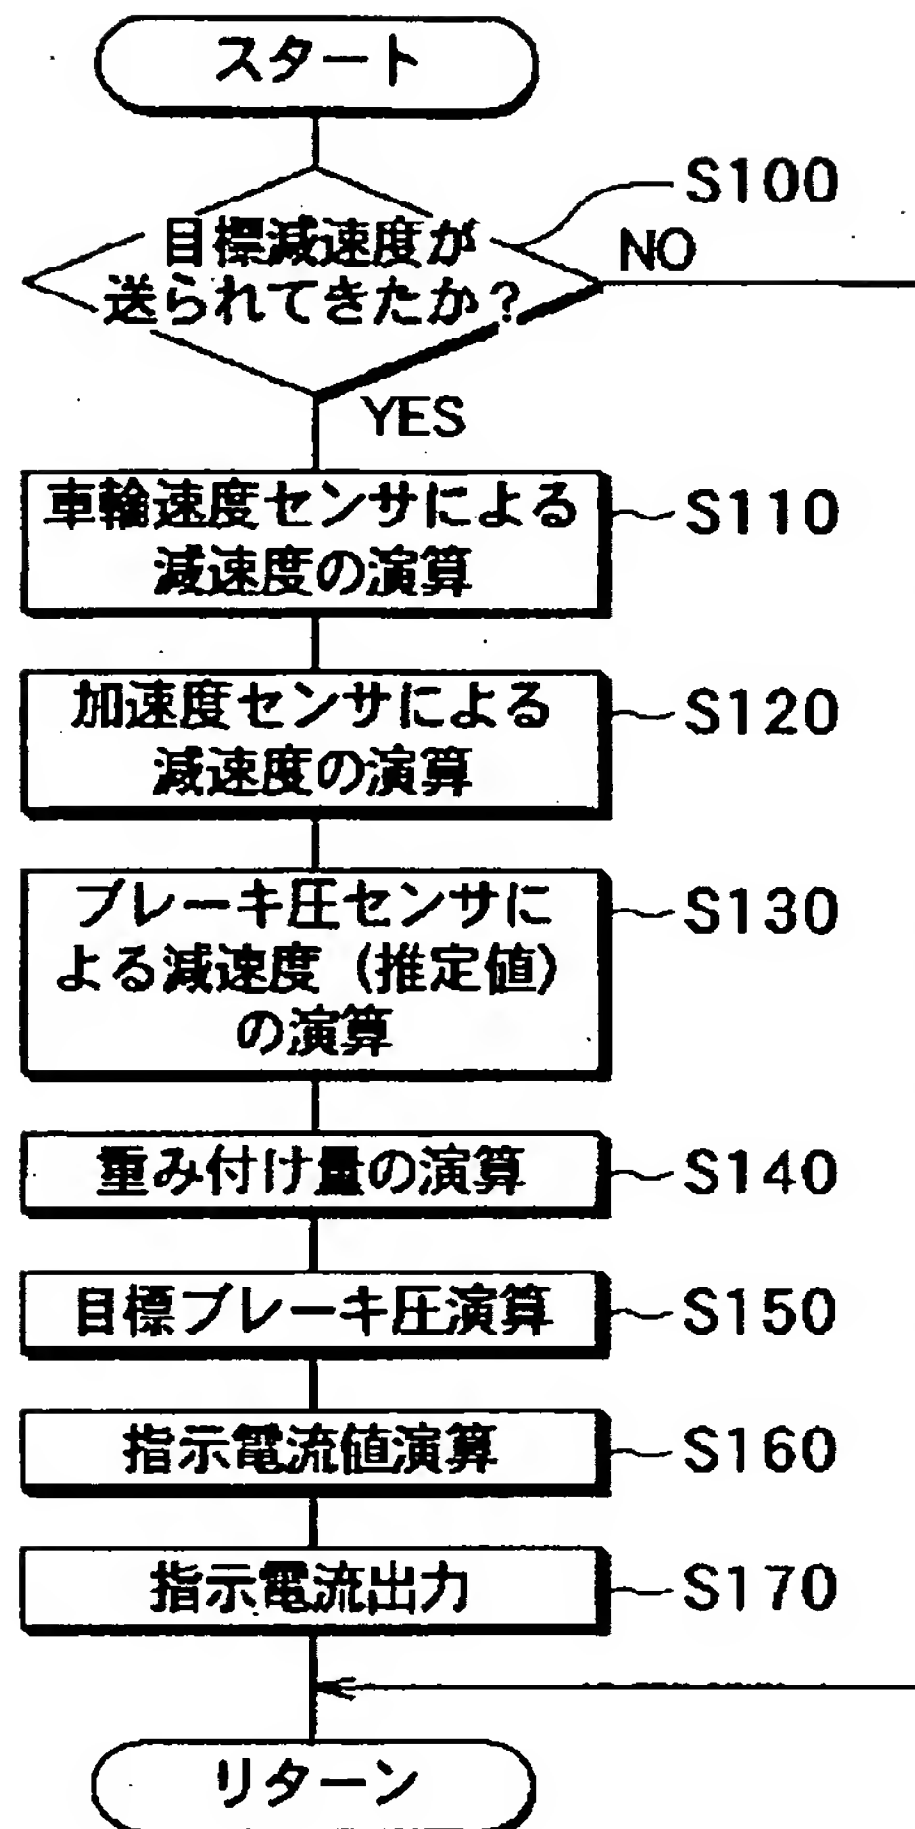 スタート
S100
目標減速度が
送られてきたか？
NO
YES
車輪速度センサによる
減速度の演算
S110
加速度センサによる
減速度の演算
S120
ブレーキ圧センサに
よる減速度（推定値）
の演算
S130
重み付け量の演算
S140
目標ブレーキ圧演算
S150
指示電流値演算
S160
指示電流出力
S170
リターン